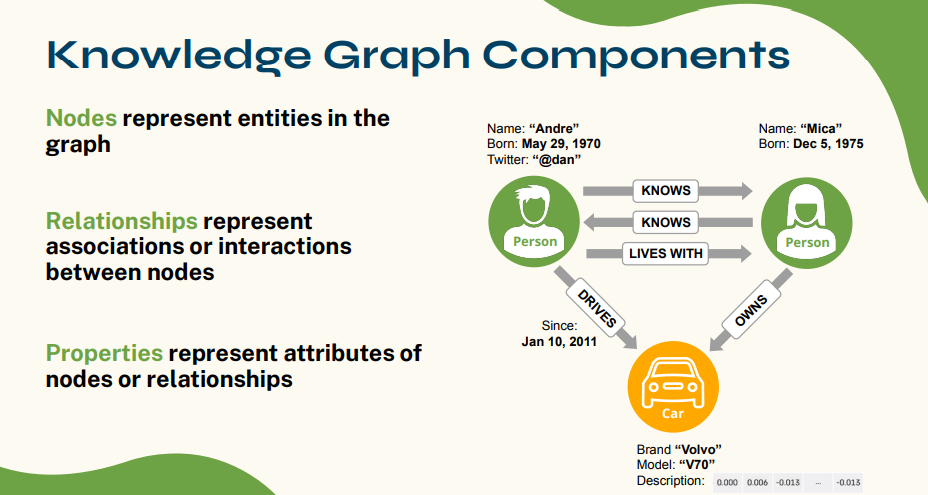 Knowledge Graph Components
Nodes represent entities in the
graph
Relationships represent
associations or interactions
between nodes
Properties represent attributes of
nodes or relationships
Name: “Andre”
Born: May 29, 1970
Twitter: “@dan”
Name: “Mica”
Born: Dec 5, 1975
KNOWS
KNOWS
LIVES WITH
Person
Person
DRIVES
OWNS
Since:
Jan 10, 2011
Car
Brand “Volvo”
Model: “V70”
Description: 0.000 0.006 -0.013 ... -0.013